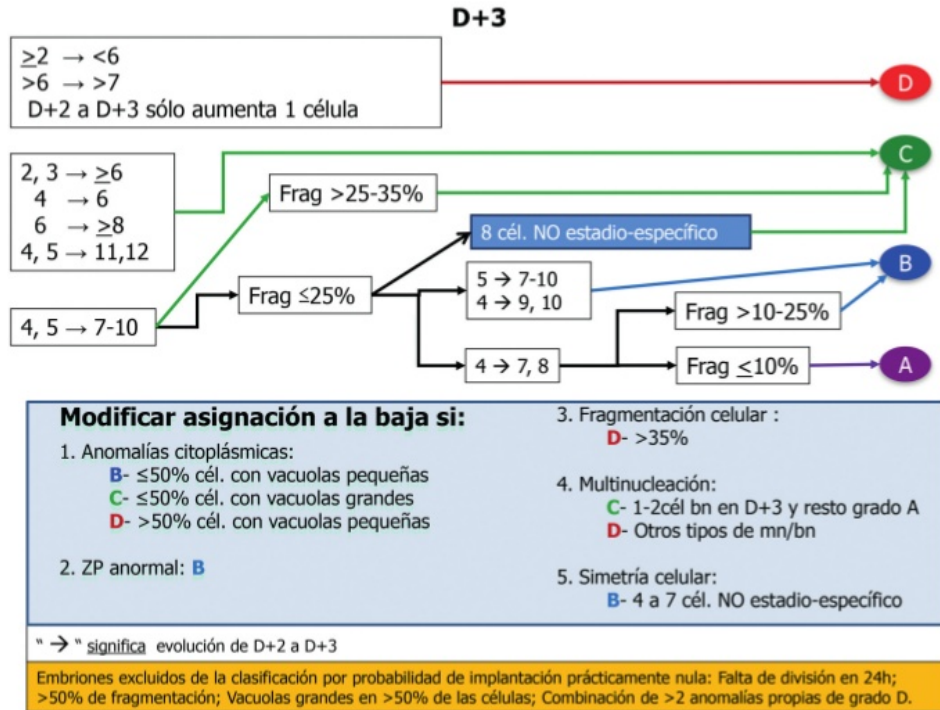 D+3
≥2 → <6
>6 → >7
D+2 a D+3 sólo aumenta 1 célula
D
2, 3 → ≥6
4 → 6
6 → ≥8
4, 5 → 11,12
C
Frag >25-35%
8 cél. NO estadio-específico
B
4, 5 → 7-10
Frag ≤25%
5 → 7-10
4 → 9, 10
Frag >10-25%
4 → 7, 8
Frag ≤10%
A
Modificar asignación a la baja si:
1. Anomalías citoplásmicas:
B- ≤50% cél. con vacuolas pequeñas
C- ≤50% cél. con vacuolas grandes
D- >50% cél. con vacuolas pequeñas
2. ZP anormal: B
3. Fragmentación celular :
D- >35%
4. Multinucleación:
C- 1-2cél bn en D+3 y resto grado A
D- Otros tipos de mn/bn
5. Simetría celular:
B- 4 a 7 cél. NO estadio-específico
" → " significa evolución de D+2 a D+3
Embriones excluidos de la clasificación por probabilidad de implantación prácticamente nula: Falta de división en 24h;
>50% de fragmentación; Vacuolas grandes en >50% de las células; Combinación de >2 anomalías propias de grado D.